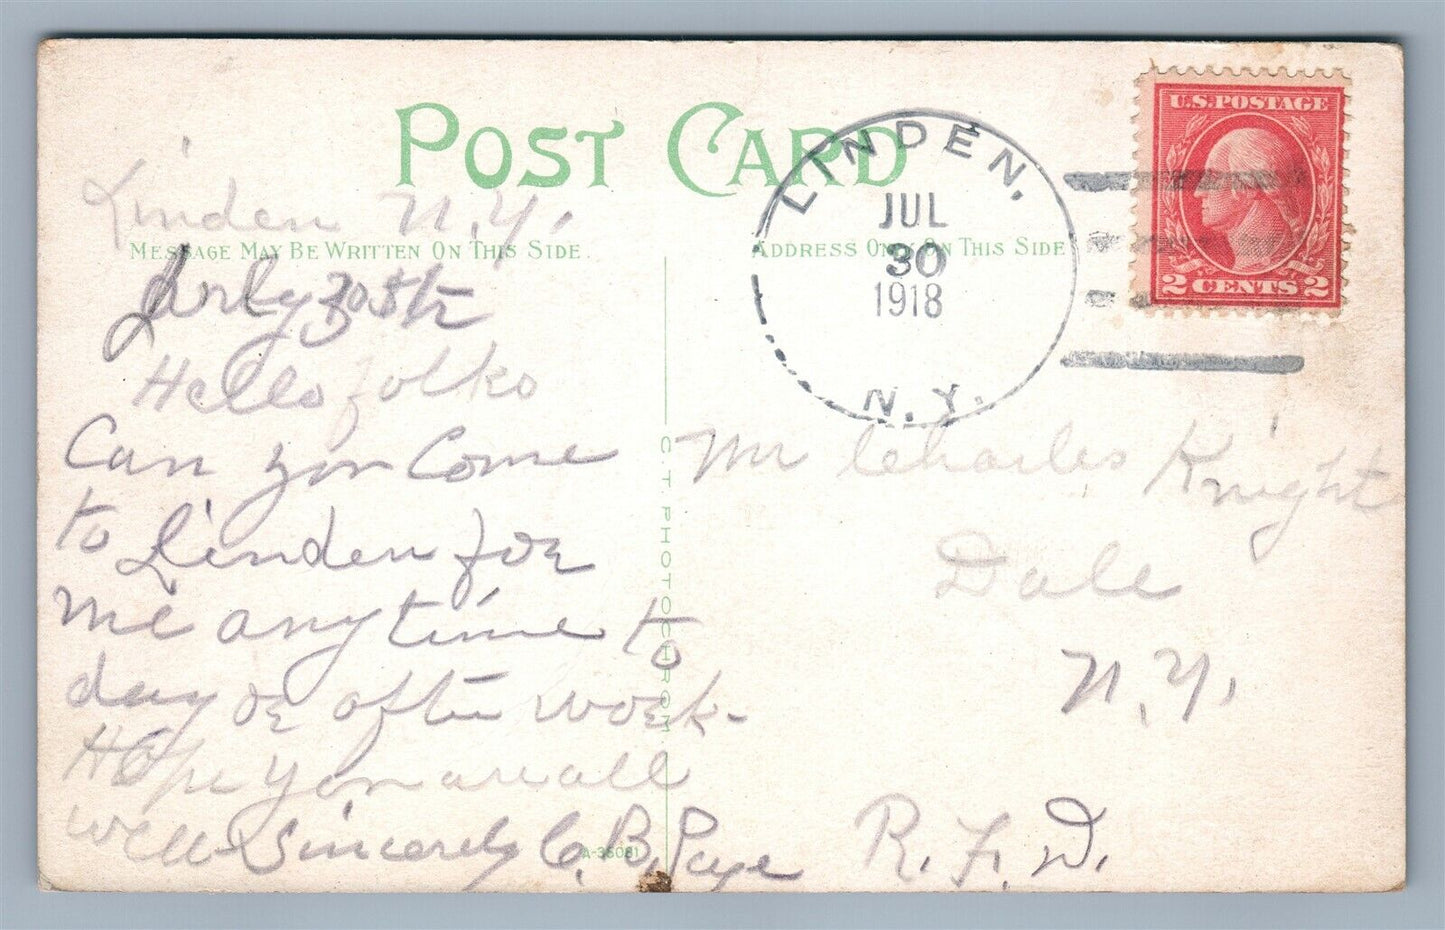 POST CARD
MESSAGE MAY BE WRITTEN ON THIS SIDE.
ADDRESS ONLY ON THIS SIDE
LINDEN,
JUL
30
1918
N.Y.
U.S. POSTAGE
2 CENTS 2
Linden N.Y.
July 30th
Hello folks
Can you Come
to Linden for
me any time to
day or after work-
Hope you are all
well Sincerely C. B. Page
C. T. PHOTOCHROM
A-36081
Mr Charles Knight
Dale
N.Y.
R.F.D.